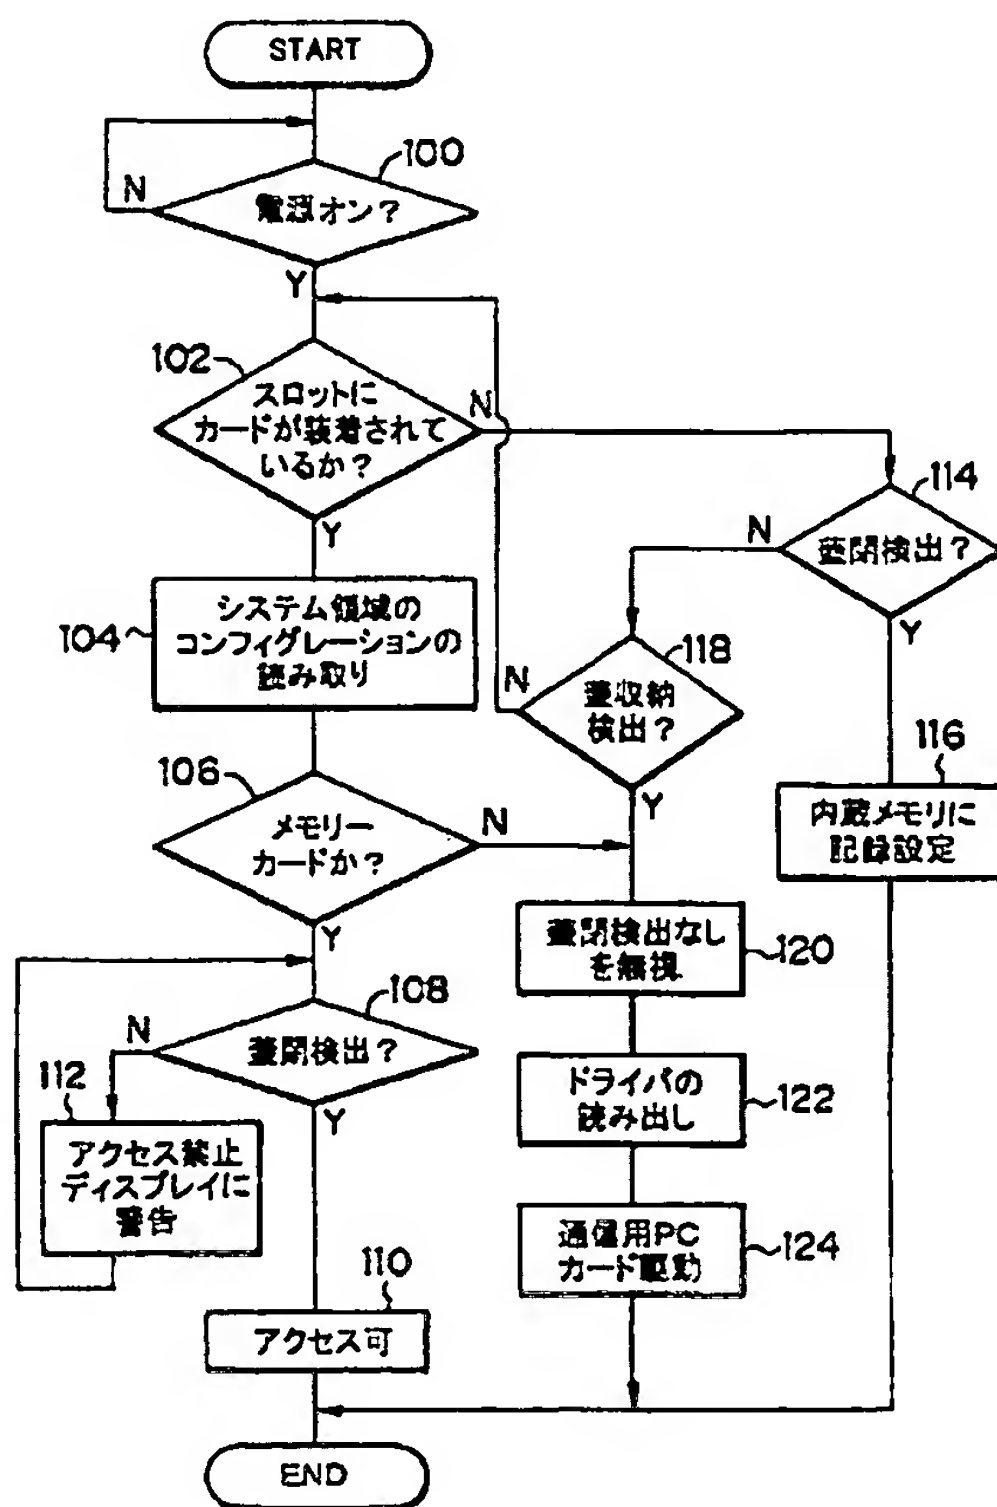 START
100
N
電源オン?
Y
102
スロットに
カードが装着されて
いるか?
N
Y
114
N
蓋閉検出?
Y
104
システム領域の
コンフィグレーションの
読み取り
118
N
蓋収納
検出?
Y
116
内蔵メモリに
記録設定
106
メモリー
カードか?
N
Y
蓋閉検出なし
を無視
120
108
N
蓋閉検出?
Y
ドライバの
読み出し
122
112
アクセス禁止
ディスプレイに
警告
通信用PC
カード駆動
124
110
アクセス可
END